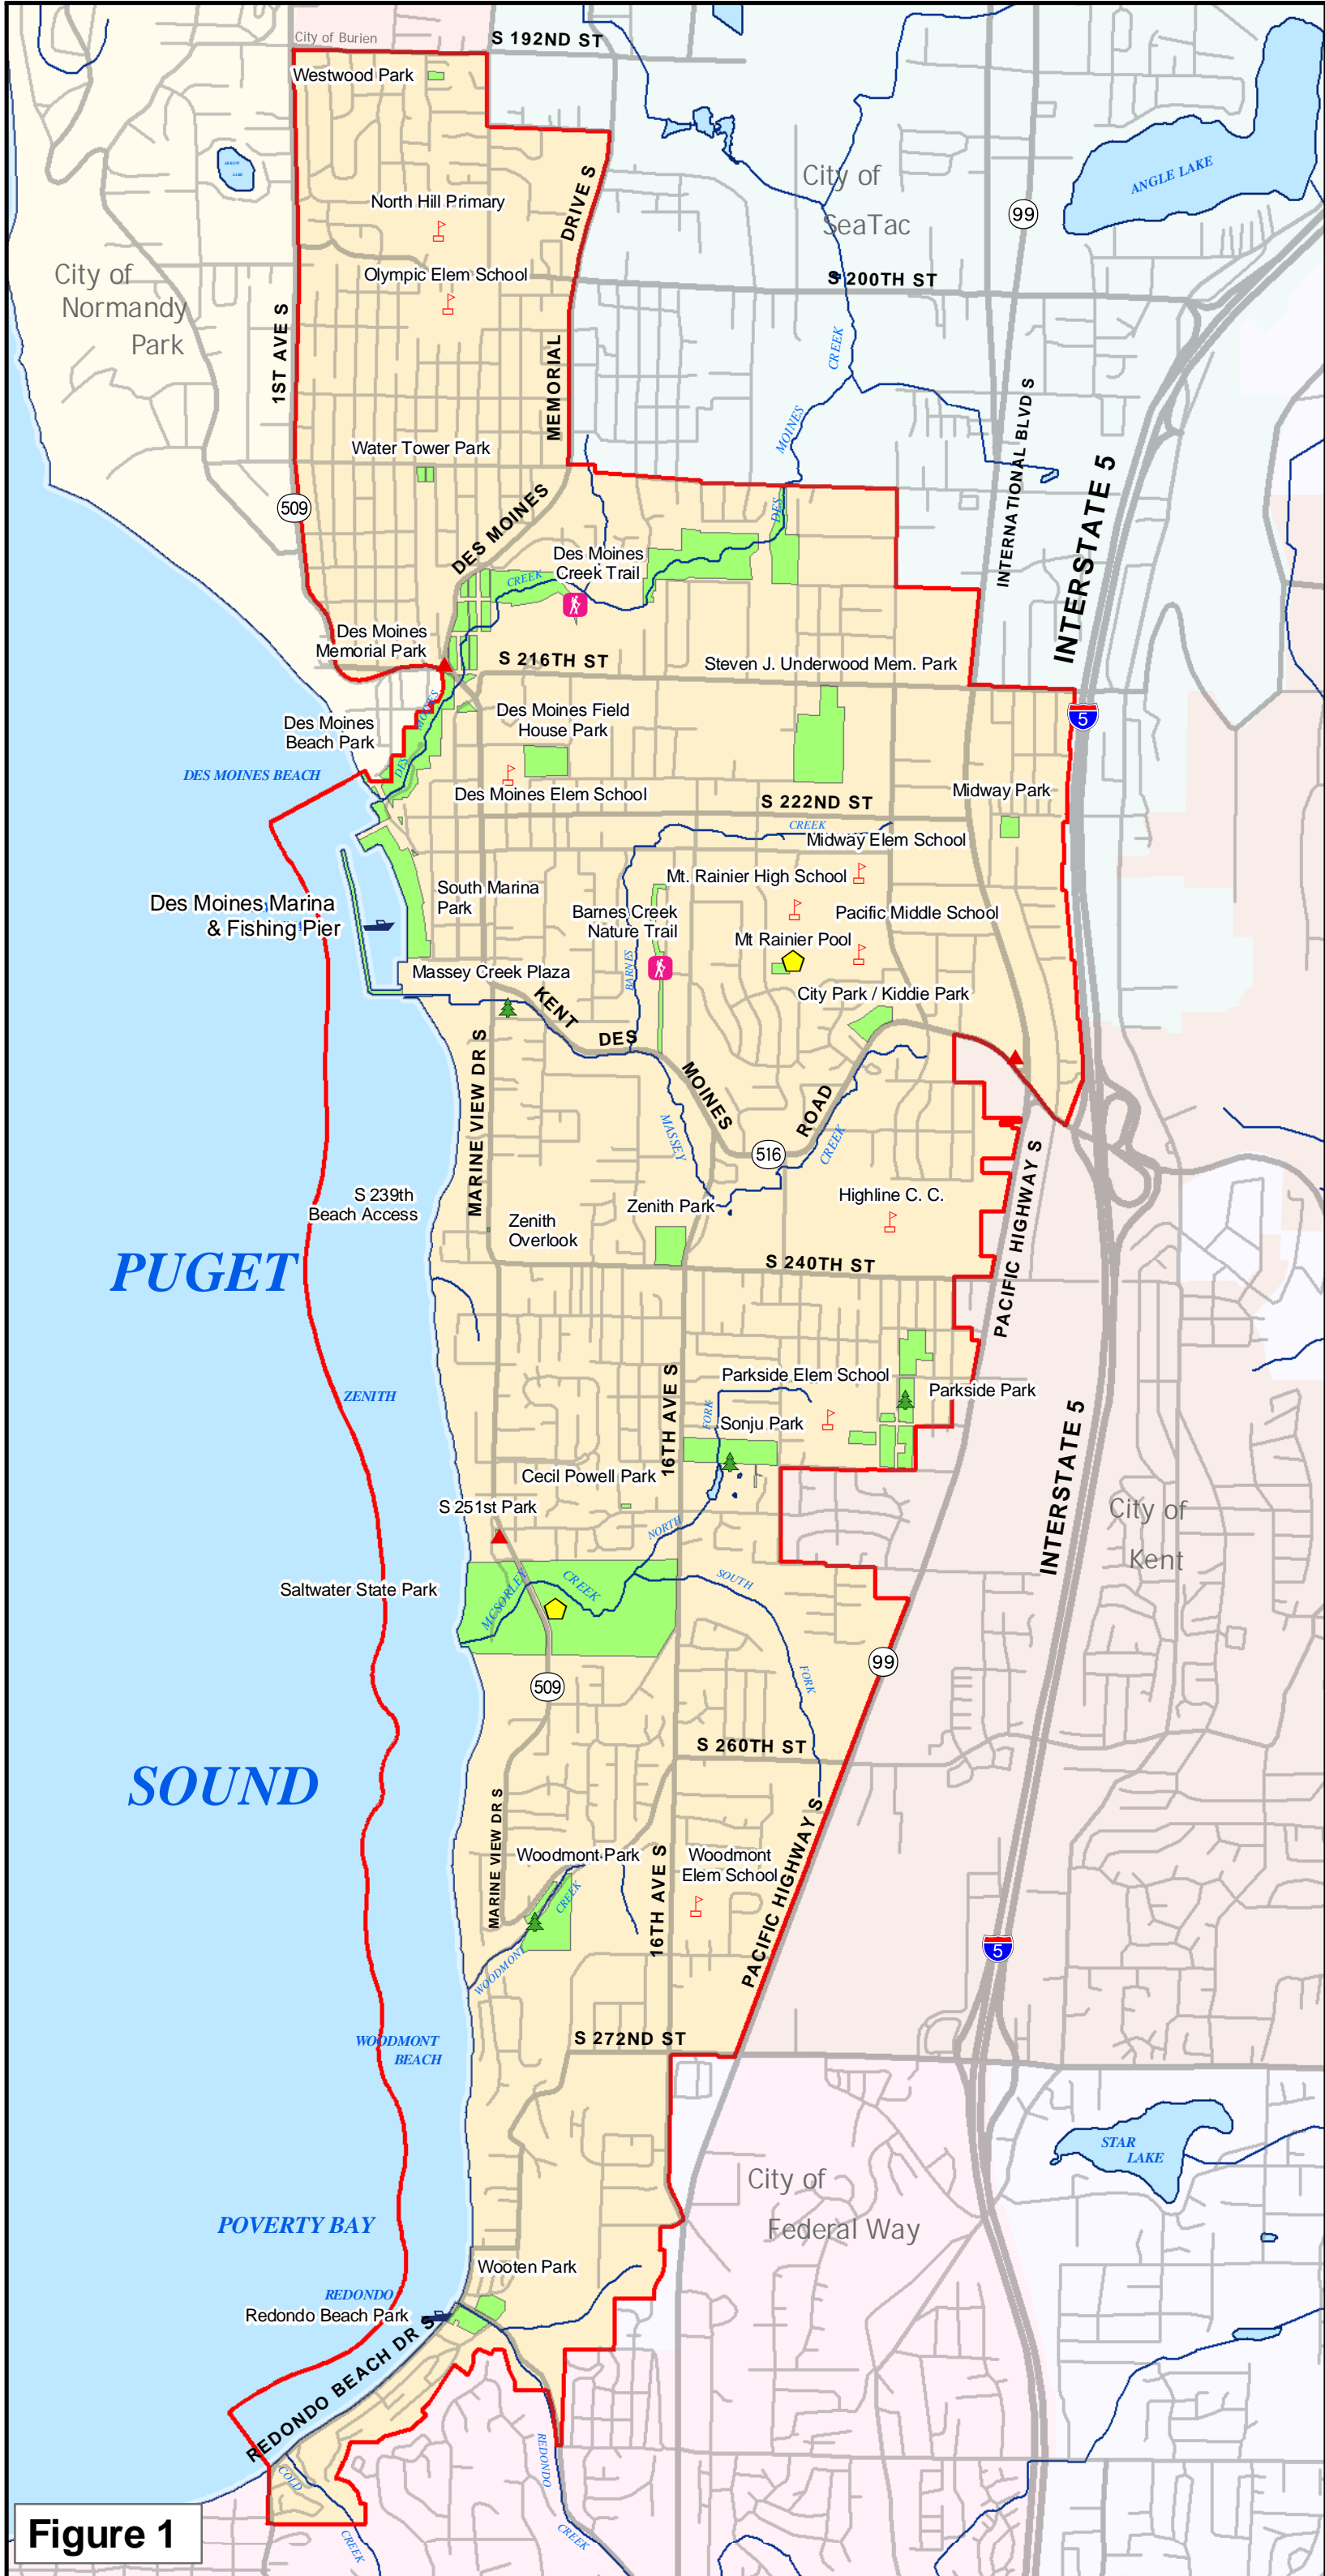 City of Burien
S 192ND ST
Westwood Park
ARROW
LAKE
City of
SeaTac
ANGLE LAKE
99
North Hill Primary
DRIVE S
City of
Normandy
Park
Olympic Elem School
S 200TH ST
1ST AVE S
MEMORIAL
CREEK
MOINES
DES
INTERNATIONAL BLVD S
INTERSTATE 5
Water Tower Park
509
DES MOINES
Des Moines
Creek Trail
CREEK
Des Moines
Memorial Park
S 216TH ST
Steven J. Underwood Mem. Park
5
MOINES
DES
Des Moines
Beach Park
Des Moines Field
House Park
DES MOINES BEACH
Des Moines Elem School
S 222ND ST
Midway Park
CREEK
Midway Elem School
Mt. Rainier High School
South Marina
Park
Des Moines Marina
& Fishing Pier
Barnes Creek
Nature Trail
Pacific Middle School
Mt Rainier Pool
BARNES
Massey Creek Plaza
City Park / Kiddie Park
KENT
DES
MOINES
ROAD
MARINE VIEW DR S
MASSEY
CREEK
516
PACIFIC HIGHWAY S
S 239th
Beach Access
Zenith Park
Highline C. C.
Zenith
Overlook
PUGET
S 240TH ST
ZENITH
16TH AVE S
Parkside Elem School
Parkside Park
FORK
Sonju Park
INTERSTATE 5
Cecil Powell Park
S 251st Park
NORTH
City of
Kent
Saltwater State Park
MCSORLEY
CREEK
SOUTH
FORK
99
509
S 260TH ST
SOUND
MARINE VIEW DR S
PACIFIC HIGHWAY S
Woodmont Park
16TH AVE S
Woodmont
Elem School
CREEK
WOODMONT
5
S 272ND ST
WOODMONT
BEACH
STAR
LAKE
City of
Federal Way
POVERTY BAY
Wooten Park
REDONDO
Redondo Beach Park
REDONDO BEACH DR S
REDONDO
CREEK
COLD
CREEK
Figure 1